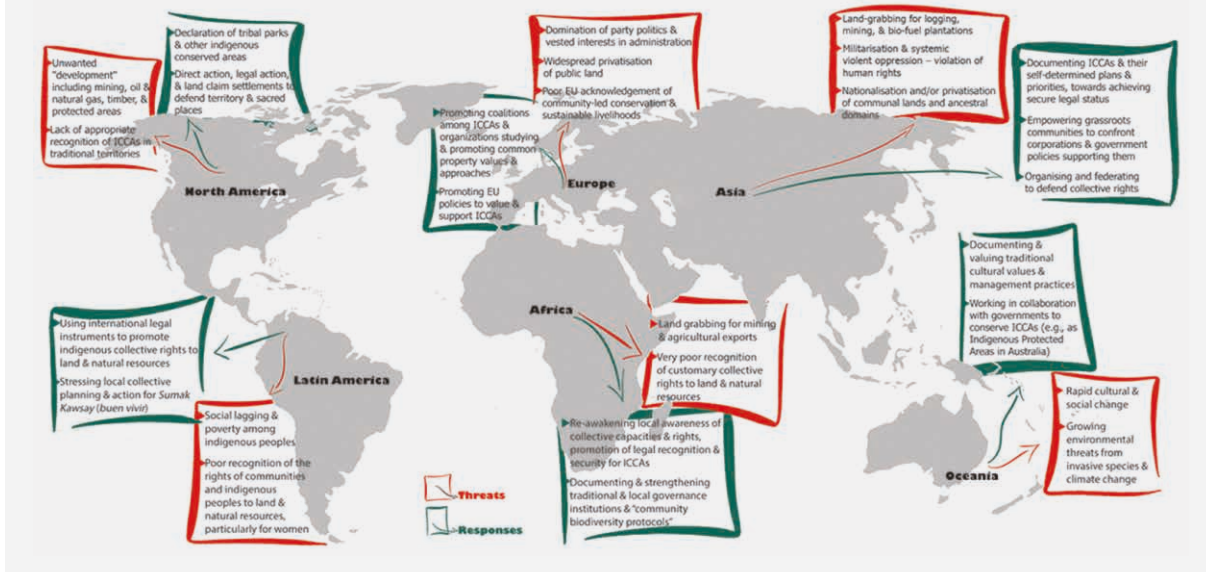 Unwanted
"development"
including mining, oil &
natural gas, timber, &
protected areas
Lack of appropriate
recognition of ICCAs in
traditional territories
Declaration of tribal parks
& other indigenous
conserved areas
Direct action, legal action,
& land claim settlements to
defend territory & sacred
places
North America
Domination of party politics &
vested interests in administration
Widespread privatisation
of public land
Poor EU acknowledgement of
community-led conservation &
sustainable livelihoods
Promoting coalitions
among ICCAs &
organizations studying
& promoting common
property values &
approaches
Promoting EU
policies to value &
support ICCAs
Europe
Land-grabbing for logging,
mining, & bio-fuel plantations
Militarisation & systemic
violent oppression – violation of
human rights
Nationalisation and/or privatisation
of communal lands and ancestral
domains
Documenting ICCAs & their
self-determined plans &
priorities, towards achieving
secure legal status
Empowering grassroots
communities to confront
corporations & government
policies supporting them
Organising and federating
to defend collective rights
Asia
Using international legal
instruments to promote
indigenous collective rights to
land & natural resources
Stressing local collective
planning & action for Sumak
Kawsay (buen vivir)
Latin America
Social lagging &
poverty among
indigenous peoples
Poor recognition of the
rights of communities
and indigenous
peoples to land &
natural resources,
particularly for women
Africa
Land grabbing for mining
& agricultural exports
Very poor recognition
of customary collective
rights to land & natural
resources
Re-awakening local awareness of
collective capacities & rights,
promotion of legal recognition &
security for ICCAs
Documenting & strengthening
traditional & local governance
institutions & "community
biodiversity protocols"
Documenting &
valuing traditional
cultural values &
management practices
Working in collaboration
with governments to
conserve ICCAs (e.g., as
Indigenous Protected
Areas in Australia)
Oceania
Rapid cultural &
social change
Growing
environmental
threats from
invasive species &
climate change
Threats
Responses